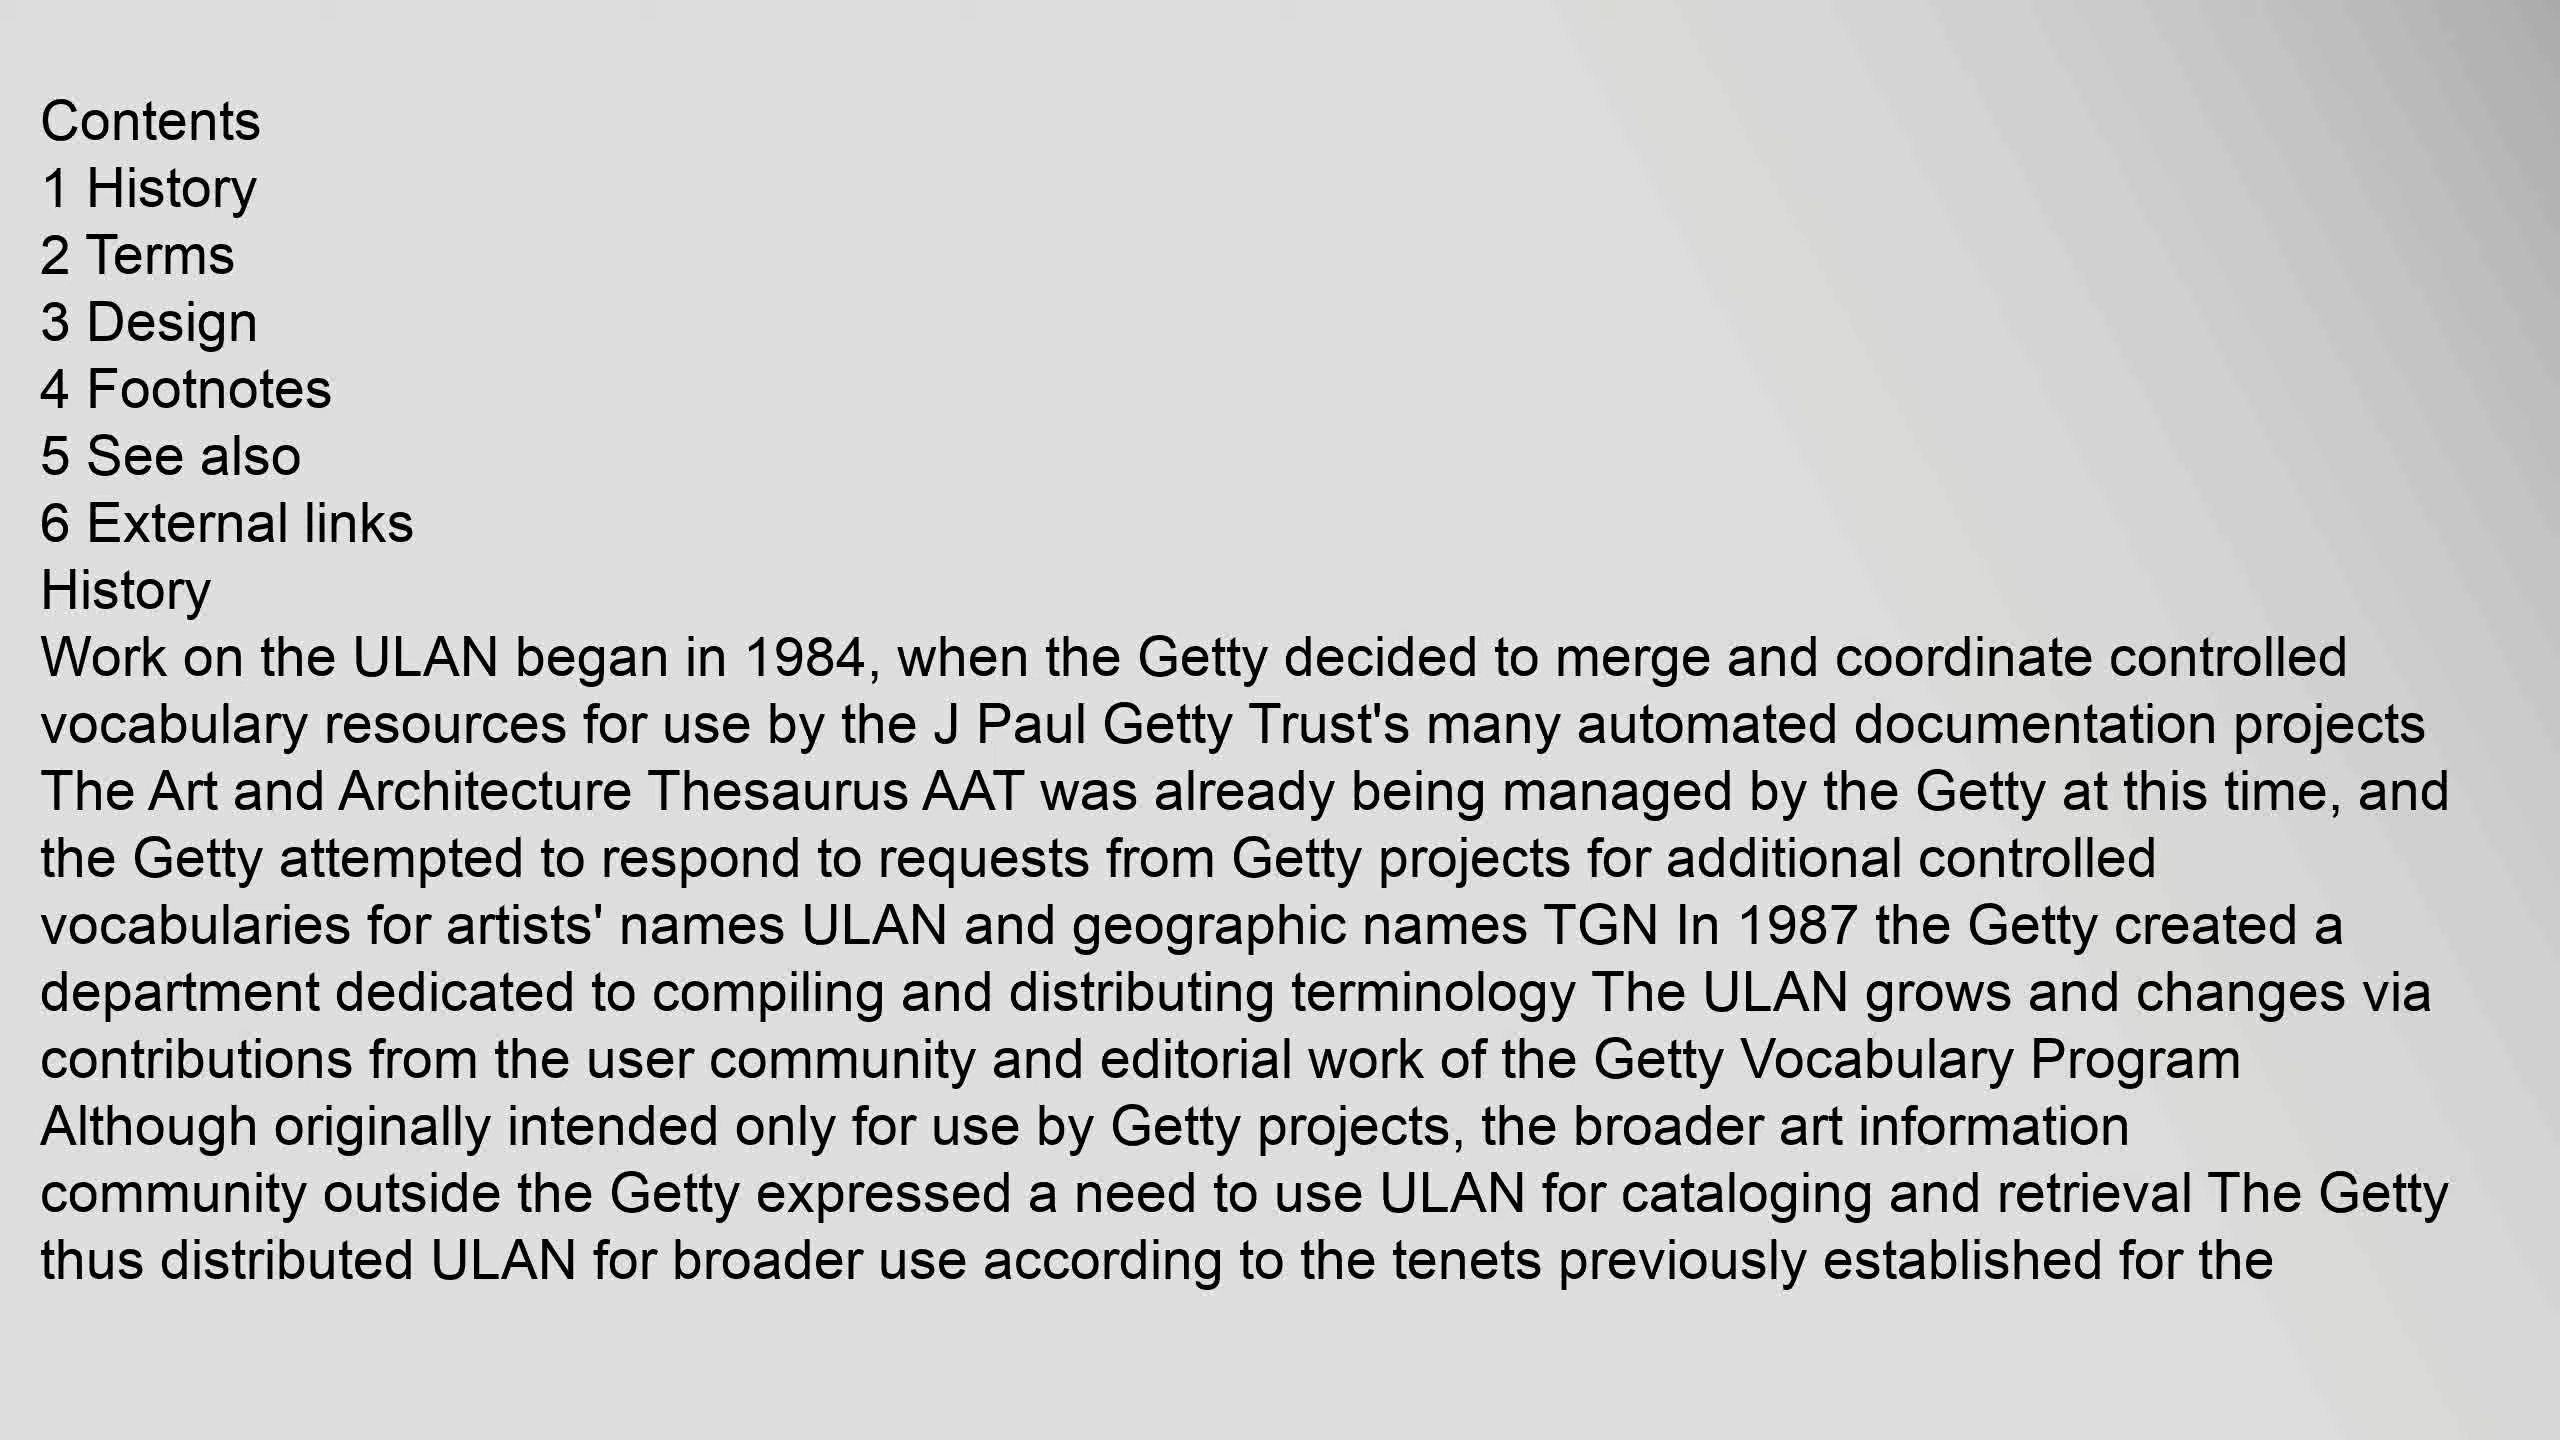 Contents
1 History
2 Terms
3 Design
4 Footnotes
5 See also
6 External links
History
Work on the ULAN began in 1984, when the Getty decided to merge and coordinate controlled
vocabulary resources for use by the J Paul Getty Trust's many automated documentation projects
The Art and Architecture Thesaurus AAT was already being managed by the Getty at this time, and
the Getty attempted to respond to requests from Getty projects for additional controlled
vocabularies for artists' names ULAN and geographic names TGN In 1987 the Getty created a
department dedicated to compiling and distributing terminology The ULAN grows and changes via
contributions from the user community and editorial work of the Getty Vocabulary Program
Although originally intended only for use by Getty projects, the broader art information
community outside the Getty expressed a need to use ULAN for cataloging and retrieval The Getty
thus distributed ULAN for broader use according to the tenets previously established for the